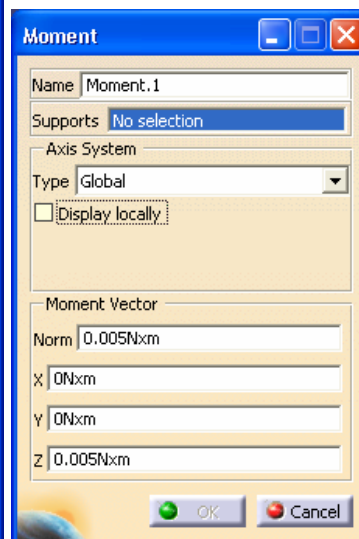 Moment
Name Moment.1
Supports No selection
Axis System
Type Global
Display locally
Moment Vector
Norm 0.005Nxm
X 0Nxm
Y 0Nxm
Z 0.005Nxm
OK Cancel